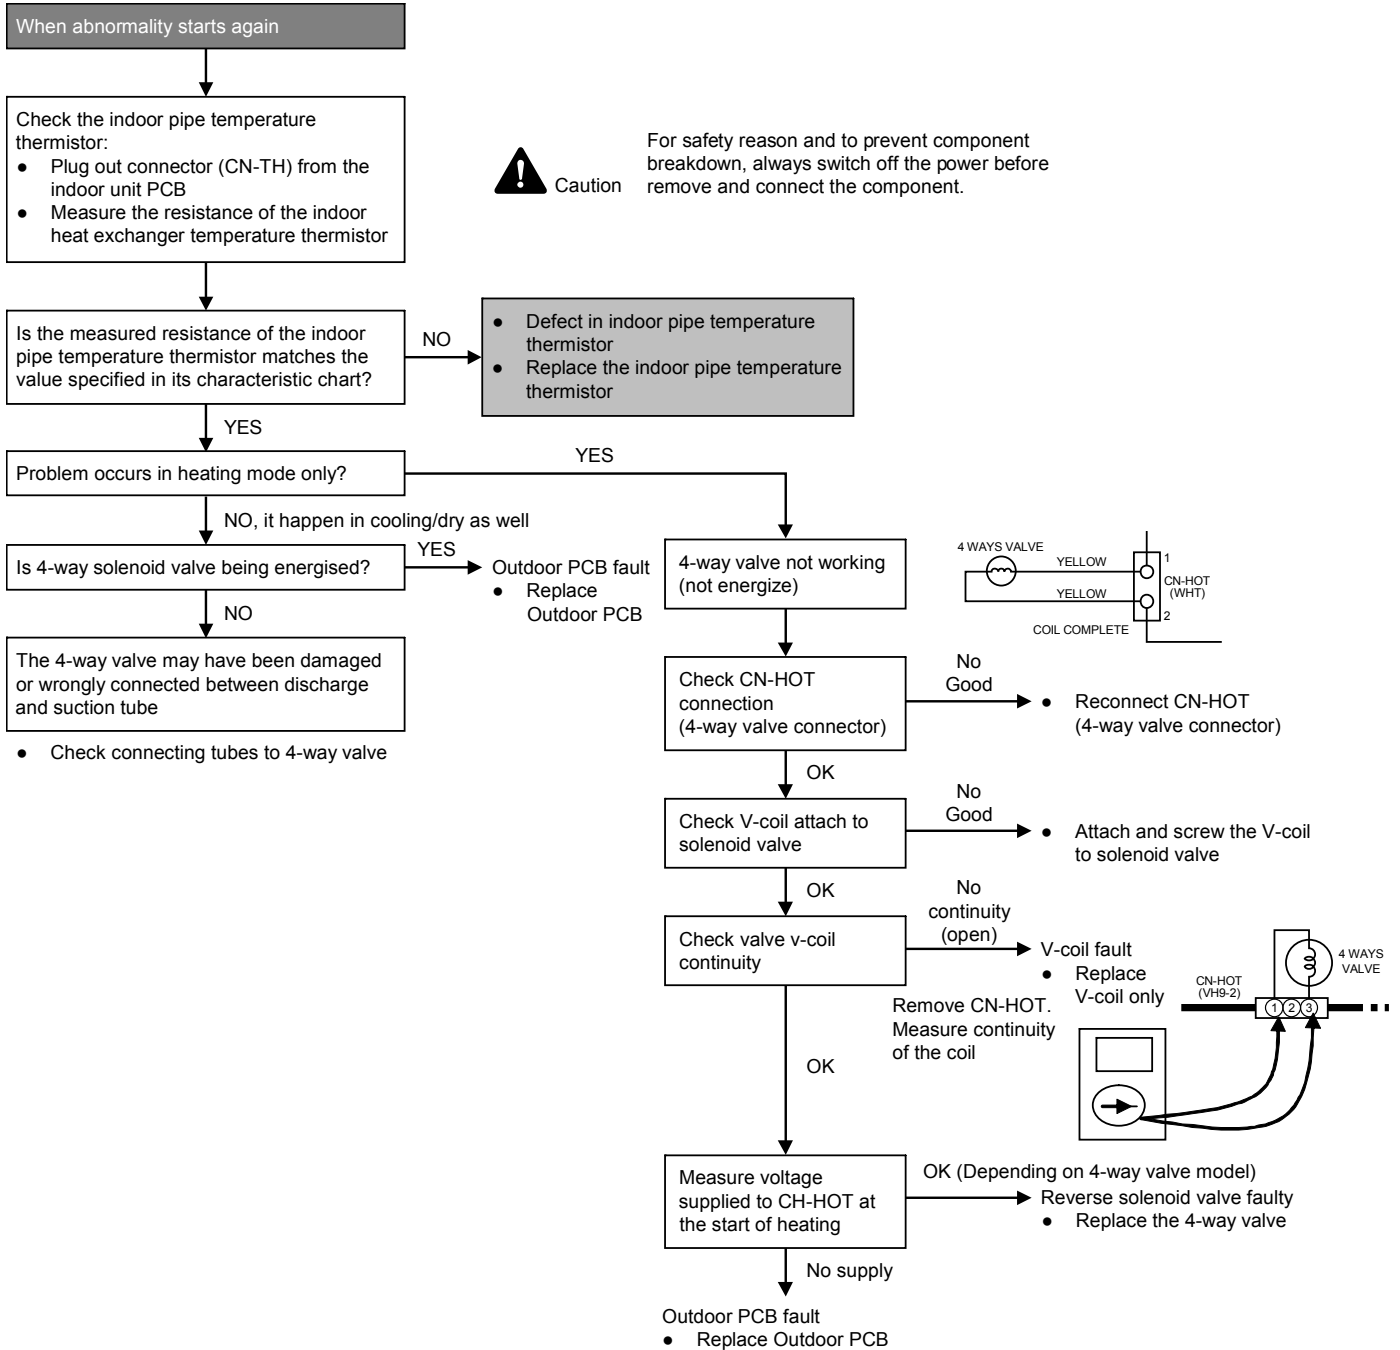 When abnormality starts again
Check the indoor pipe temperature
thermistor:
● Plug out connector (CN-TH) from the
indoor unit PCB
● Measure the resistance of the indoor
heat exchanger temperature thermistor
Caution
For safety reason and to prevent component
breakdown, always switch off the power before
remove and connect the component.
Is the measured resistance of the indoor
pipe temperature thermistor matches the
value specified in its characteristic chart?
NO
● Defect in indoor pipe temperature
thermistor
● Replace the indoor pipe temperature
thermistor
YES
Problem occurs in heating mode only?
YES
NO, it happen in cooling/dry as well
Is 4-way solenoid valve being energised?
YES
Outdoor PCB fault
● Replace
Outdoor PCB
NO
The 4-way valve may have been damaged
or wrongly connected between discharge
and suction tube
● Check connecting tubes to 4-way valve
4-way valve not working
(not energize)
4 WAYS VALVE
YELLOW
YELLOW
1
CN-HOT
(WHT)
2
COIL COMPLETE
Check CN-HOT
connection
(4-way valve connector)
No
Good
● Reconnect CN-HOT
(4-way valve connector)
OK
Check V-coil attach to
solenoid valve
No
Good
● Attach and screw the V-coil
to solenoid valve
OK
Check valve v-coil
continuity
No
continuity
(open)
V-coil fault
● Replace
V-coil only
Remove CN-HOT.
Measure continuity
of the coil
CN-HOT
(VH9-2)
1 2 3
4 WAYS
VALVE
OK
Measure voltage
supplied to CH-HOT at
the start of heating
OK (Depending on 4-way valve model)
Reverse solenoid valve faulty
● Replace the 4-way valve
No supply
Outdoor PCB fault
● Replace Outdoor PCB